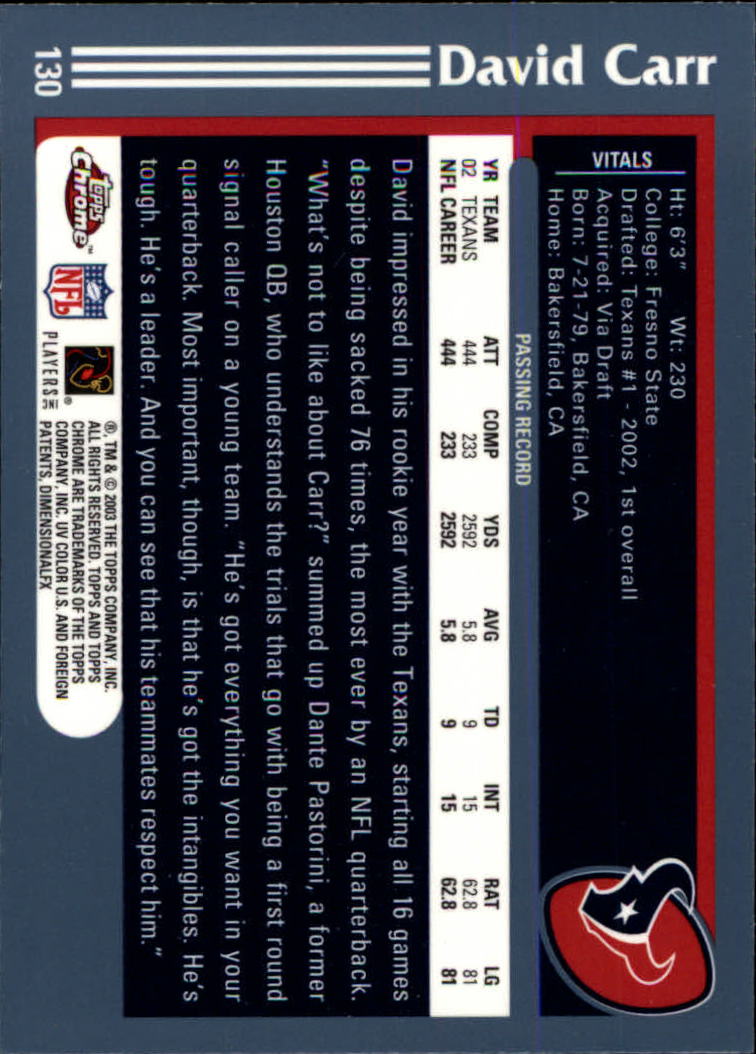 130
David Carr
VITALS
Ht: 6'3" Wt: 230
College: Fresno State
Drafted: Texans #1 - 2002, 1st overall
Acquired: Via Draft
Born: 7-21-79, Bakersfield, CA
Home: Bakersfield, CA
PASSING RECORD
YR TEAM ATT COMP YDS AVG TD INT RAT LG
02 TEXANS 444 233 2592 5.8 9 15 62.8 81
NFL CAREER 444 233 2592 5.8 9 15 62.8 81
David impressed in his rookie year with the Texans, starting all 16 games
despite being sacked 76 times, the most ever by an NFL quarterback.
"What's not to like about Carr?" summed up Dante Pastorini, a former
Houston QB, who understands the trials that go with being a first round
signal caller on a young team. "He's got everything you want in your
quarterback. Most important, though, is that he's got the intangibles. He's
tough. He's a leader. And you can see that his teammates respect him."
Topps
Chrome™
NFL
®
PLAYERS INC
®, TM & © 2003 THE TOPPS COMPANY, INC.
ALL RIGHTS RESERVED. TOPPS AND TOPPS
CHROME ARE TRADEMARKS OF THE TOPPS
COMPANY, INC. UV COLOR U.S. AND FOREIGN
PATENTS, DIMENSIONALFX